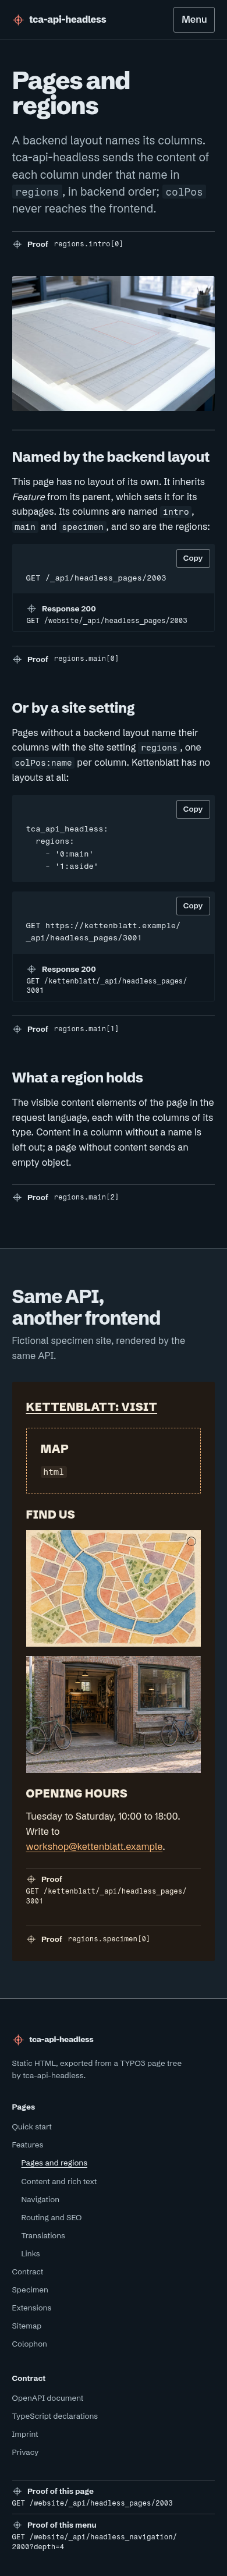 tca-api-headless
Menu
Pages and
regions
A backend layout names its columns.
tca-api-headless sends the content of
each column under that name in
regions, in backend order; colPos
never reaches the frontend.
Proof regions.intro[0]
Named by the backend layout
This page has no layout of its own. It inherits
Feature from its parent, which sets it for its
subpages. Its columns are named intro,
main and specimen, and so are the regions:
Copy
GET /_api/headless_pages/2003
Response 200
GET /website/_api/headless_pages/2003
Proof regions.main[0]
Or by a site setting
Pages without a backend layout name their
columns with the site setting regions, one
colPos:name per column. Kettenblatt has no
layouts at all:
Copy
tca_api_headless:
regions:
- '0:main'
- '1:aside'
Copy
GET https://kettenblatt.example/
_api/headless_pages/3001
Response 200
GET /kettenblatt/_api/headless_pages/
3001
Proof regions.main[1]
What a region holds
The visible content elements of the page in the
request language, each with the columns of its
type. Content in a column without a name is
left out; a page without content sends an
empty object.
Proof regions.main[2]
Same API,
another frontend
Fictional specimen site, rendered by the
same API.
KETTENBLATT: VISIT
MAP
html
FIND US
OPENING HOURS
Tuesday to Saturday, 10:00 to 18:00.
Write to
workshop@kettenblatt.example.
Proof
GET /kettenblatt/_api/headless_pages/
3001
Proof regions.specimen[0]
tca-api-headless
Static HTML, exported from a TYPO3 page tree
by tca-api-headless.
Pages
Quick start
Features
Pages and regions
Content and rich text
Navigation
Routing and SEO
Translations
Links
Contract
Specimen
Extensions
Sitemap
Colophon
Contract
OpenAPI document
TypeScript declarations
Imprint
Privacy
Proof of this page
GET /website/_api/headless_pages/2003
Proof of this menu
GET /website/_api/headless_navigation/
2000?depth=4